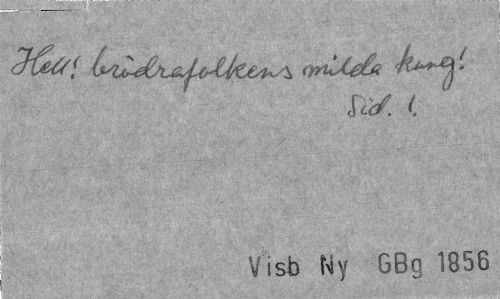 Hell! brödrafolkens milda kung!
Sid. 1.
Visb Ny GBg 1856